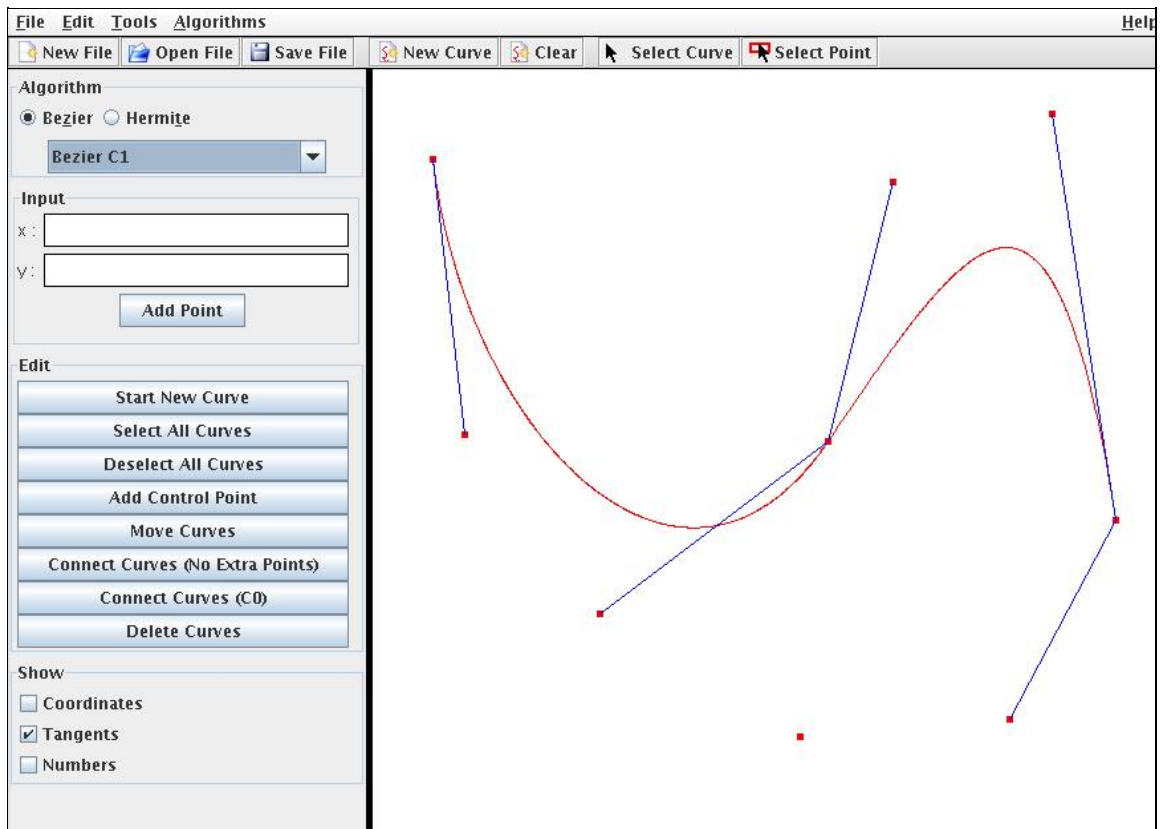 File Edit Tools Algorithms Help
New File Open File Save File New Curve Clear Select Curve Select Point
Algorithm
Bezier Hermite
Bezier C1
Input
x:
y:
Add Point
Edit
Start New Curve
Select All Curves
Deselect All Curves
Add Control Point
Move Curves
Connect Curves (No Extra Points)
Connect Curves (C0)
Delete Curves
Show
Coordinates
Tangents
Numbers